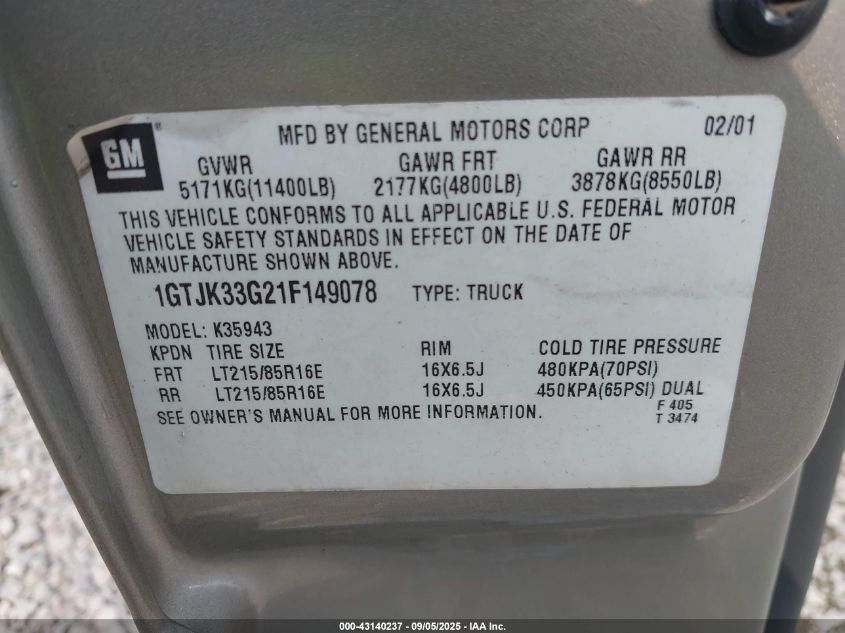 GM
MFD BY GENERAL MOTORS CORP 02/01
GVWR GAWR FRT GAWR RR
5171KG(11400LB) 2177KG(4800LB) 3878KG(8550LB)
THIS VEHICLE CONFORMS TO ALL APPLICABLE U.S. FEDERAL MOTOR
VEHICLE SAFETY STANDARDS IN EFFECT ON THE DATE OF
MANUFACTURE SHOWN ABOVE.
1GTJK33G21F149078 TYPE: TRUCK
MODEL: K35943
KPDN TIRE SIZE RIM COLD TIRE PRESSURE
FRT LT215/85R16E 16X6.5J 480KPA(70PSI)
RR LT215/85R16E 16X6.5J 450KPA(65PSI) DUAL
SEE OWNER'S MANUAL FOR MORE INFORMATION.
F 405
T 3474
000-43140237 - 09/05/2025 - IAA Inc.